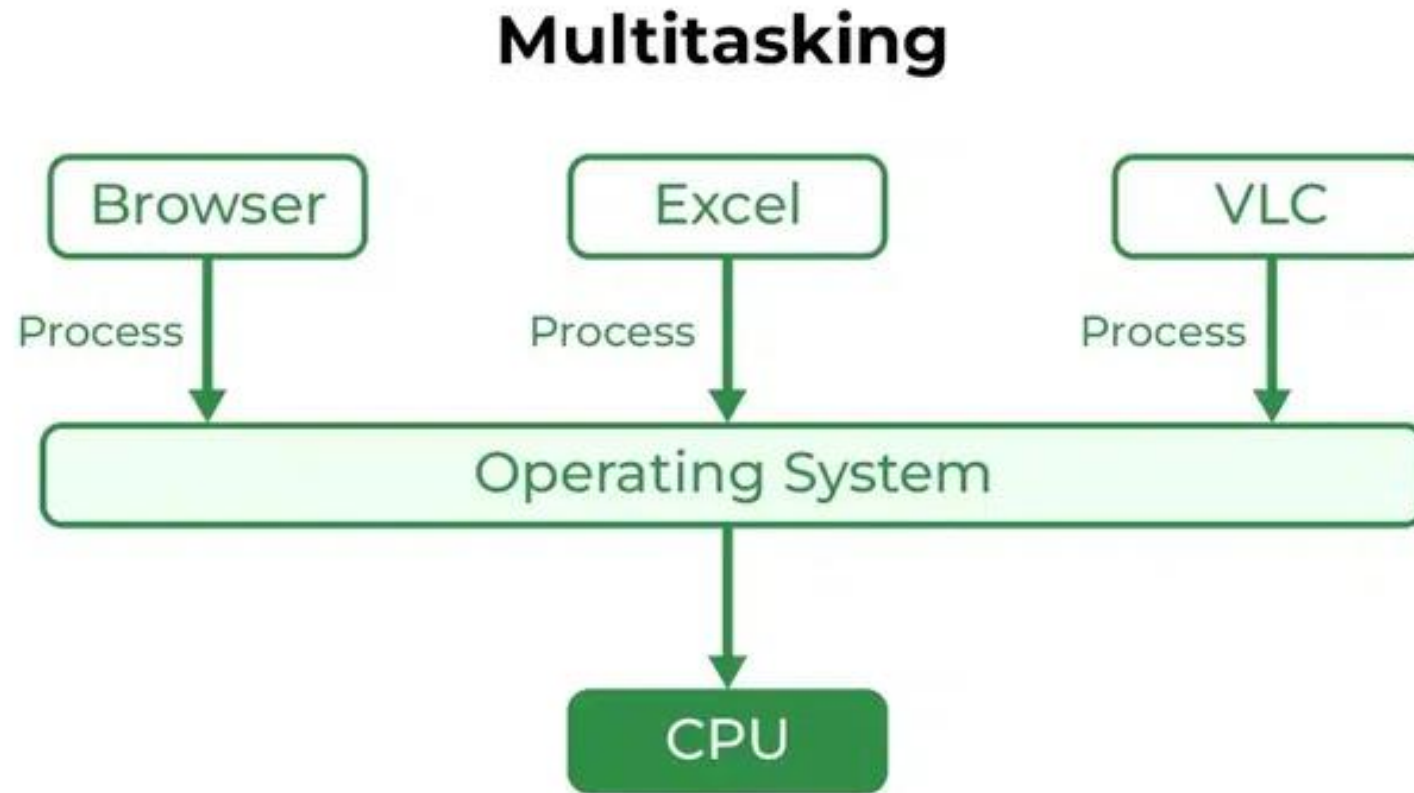 Multitasking
Browser
Excel
VLC
Process
Process
Process
Operating System
CPU